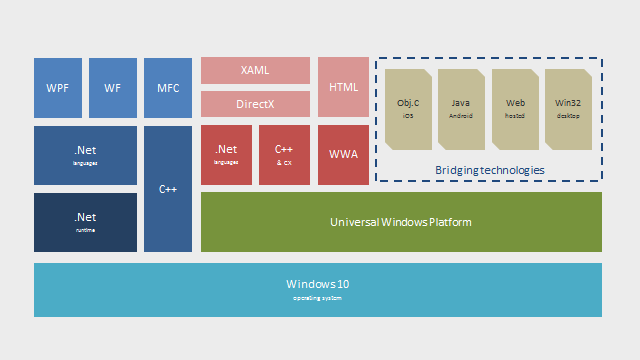 WPF
WF
MFC
XAML
DirectX
HTML
Obj.C
iOS
Java
Android
Web
hosted
Win32
desktop
Bridging technologies
.Net
languages
C++
.Net
languages
C++
& cx
WWA
.Net
runtime
Universal Windows Platform
Windows 10
operating system